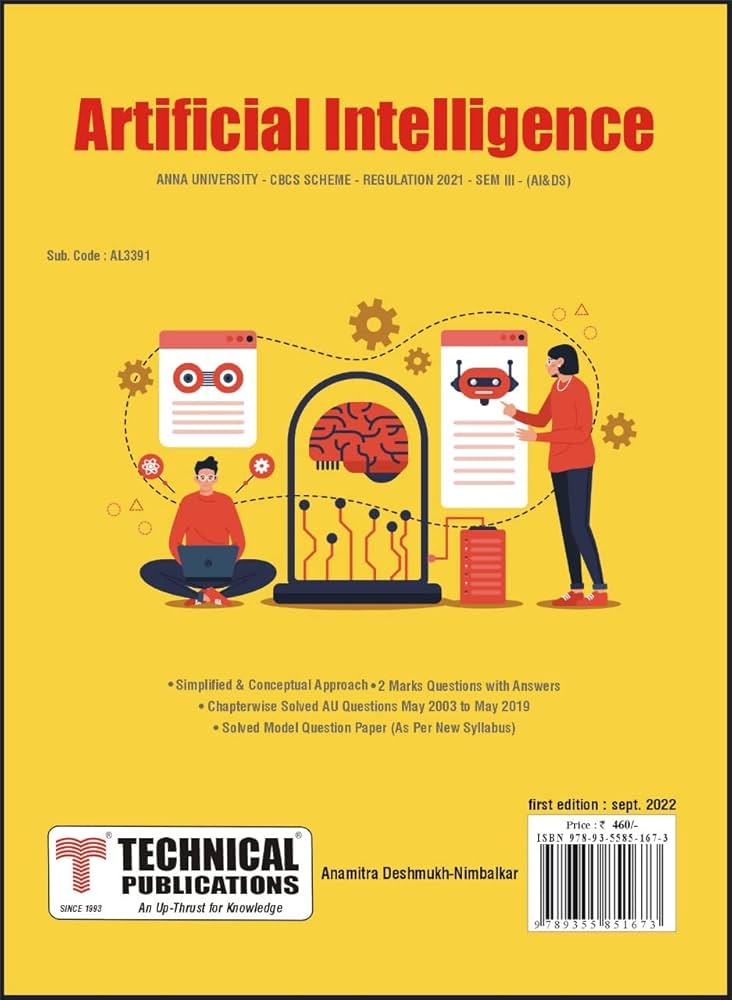 Artificial Intelligence
ANNA UNIVERSITY - CBCS SCHEME - REGULATION 2021 - SEM III - (AI&DS)
Sub. Code : AL3391
• Simplified & Conceptual Approach • 2 Marks Questions with Answers
• Chapterwise Solved AU Questions May 2003 to May 2019
• Solved Model Question Paper (As Per New Syllabus)
first edition : sept. 2022
Price : ₹ 460/-
ISBN 978-93-5585-167-3
9 789355 851673
Anamitra Deshmukh-Nimbalkar
T® TECHNICAL®
PUBLICATIONS
SINCE 1993 An Up-Thrust for Knowledge